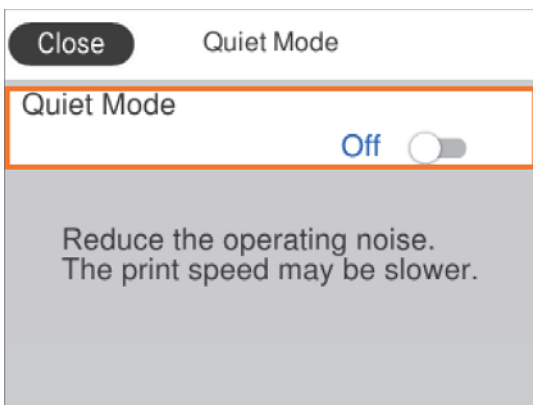 Close Quiet Mode
Quiet Mode
Off
Reduce the operating noise.
The print speed may be slower.